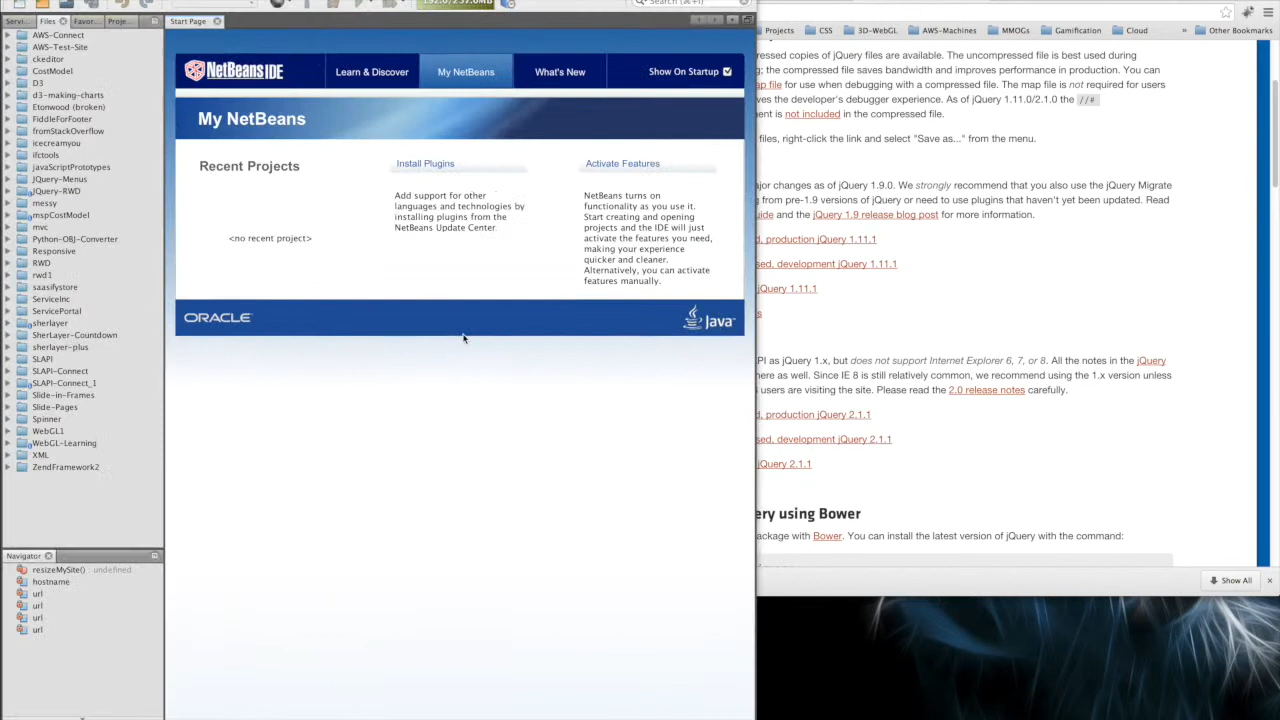 192.0/237.0MB
Search (⌘+I)
Servi...
Files
Favor...
Proje...
Start Page
AWS-Connect
AWS-Test-Site
ckeditor
CostModel
D3
d3-making-charts
Etonwood (broken)
FiddleForFooter
fromStackOverflow
icecreamyou
ifctools
javaScriptPrototypes
JQuery-Menus
JQuery-RWD
messy
mspCostModel
mvc
Python-OBJ-Converter
Responsive
RWD
rwd1
saasifystore
ServiceInc
ServicePortal
sherlayer
SherLayer-Countdown
sherlayer-plus
SLAPI
SLAPI-Connect
SLAPI-Connect_1
Slide-in-Frames
Slide-Pages
Spinner
WebGL1
WebGL-Learning
XML
ZendFramework2
Navigator
resizeMySite() undefined
hostname
url
url
url
url
NetBeans IDE
Learn & Discover
My NetBeans
What's New
Show On Startup
My NetBeans
Recent Projects
<no recent project>
Install Plugins
Add support for other
languages and technologies by
installing plugins from the
NetBeans Update Center.
Activate Features
NetBeans turns on
functionality as you use it.
Start creating and opening
projects and the IDE will just
activate the features you need,
making your experience
quicker and cleaner.
Alternatively, you can activate
features manually.
ORACLE
Java
Projects
CSS
3D-WebGL
AWS-Machines
MMOGs
Gamification
Cloud
»
Other Bookmarks
ressed copies of jQuery files are available. The uncompressed file is best used during
; the compressed file saves bandwidth and improves performance in production. You can
ap file for use when debugging with a compressed file. The map file is not required for users
ves the developer's debugger experience. As of jQuery 1.11.0/2.1.0 the //#
ment is not included in the compressed file.
files, right-click the link and select "Save as..." from the menu.
ajor changes as of jQuery 1.9.0. We strongly recommend that you also use the jQuery Migrate
g from pre-1.9 versions of jQuery or need to use plugins that haven't yet been updated. Read
uide and the jQuery 1.9 release blog post for more information.
d, production jQuery 1.11.1
sed, development jQuery 1.11.1
jQuery 1.11.1
s
PI as jQuery 1.x, but does not support Internet Explorer 6, 7, or 8. All the notes in the jQuery
here as well. Since IE 8 is still relatively common, we recommend using the 1.x version unless
8 users are visiting the site. Please read the 2.0 release notes carefully.
d, production jQuery 2.1.1
sed, development jQuery 2.1.1
jQuery 2.1.1
ery using Bower
ackage with Bower. You can install the latest version of jQuery with the command:
Show All